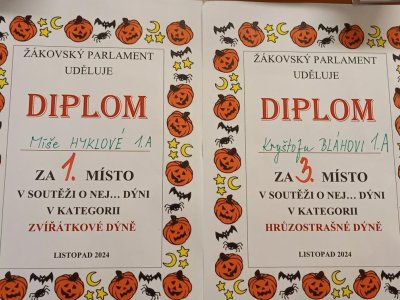 ŽÁKOVSKÝ PARLAMENT
UDĚLUJE
DIPLOM
Míše HYKLOVÉ 1.A
ZA 1. MÍSTO
V SOUTĚŽI O NEJ... DÝNI
V KATEGORII
ZVÍŘÁTKOVÉ DÝNĚ
LISTOPAD 2024
ŽÁKOVSKÝ PARLAMENT
UDĚLUJE
DIPLOM
Kryštofu BLÁHOVI 1.A
ZA 3. MÍSTO
V SOUTĚŽI O NEJ... DÝNI
V KATEGORII
HRŮZOSTRAŠNÉ DÝNĚ
LISTOPAD 2024